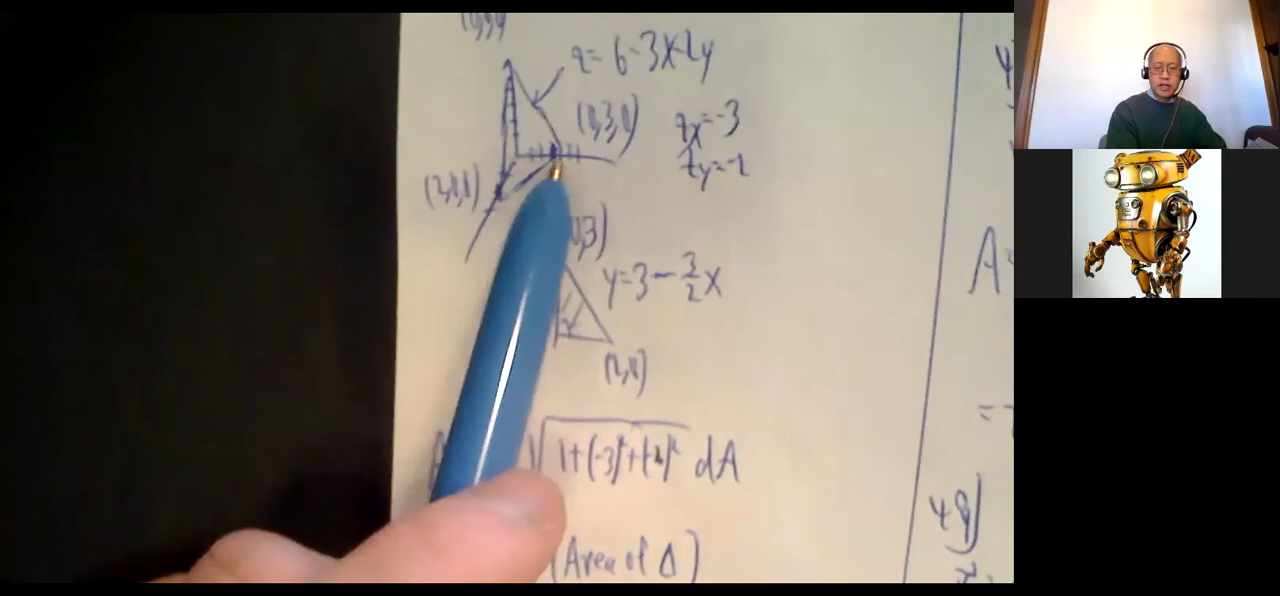 z = 6 - 3x - 2y
(0,3,0)
zx = -3
zy = -2
(2,0,0)
0,3)
y = 3 - 3/2 x
(2,0)
√1+(-3)²+(-2)² dA
(Area of Δ)
A
=
49)